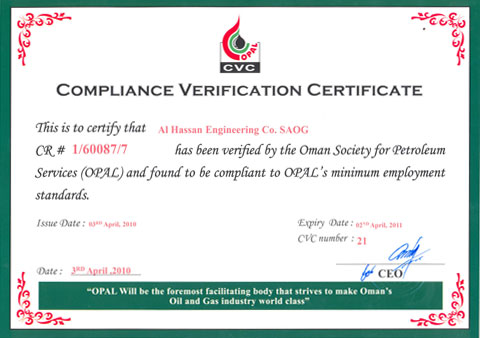 OPAL
CVC
COMPLIANCE VERIFICATION CERTIFICATE
This is to certify that Al Hassan Engineering Co. SAOG
CR # 1/60087/7 has been verified by the Oman Society for Petroleum
Services (OPAL) and found to be compliant to OPAL's minimum employment
standards.
Issue Date : 03RD April, 2010
Expiry Date : 02ND April, 2011
CVC number : 21
Date : 3RD April ,2010
CEO
“OPAL Will be the foremost facilitating body that strives to make Oman’s
Oil and Gas industry world class”